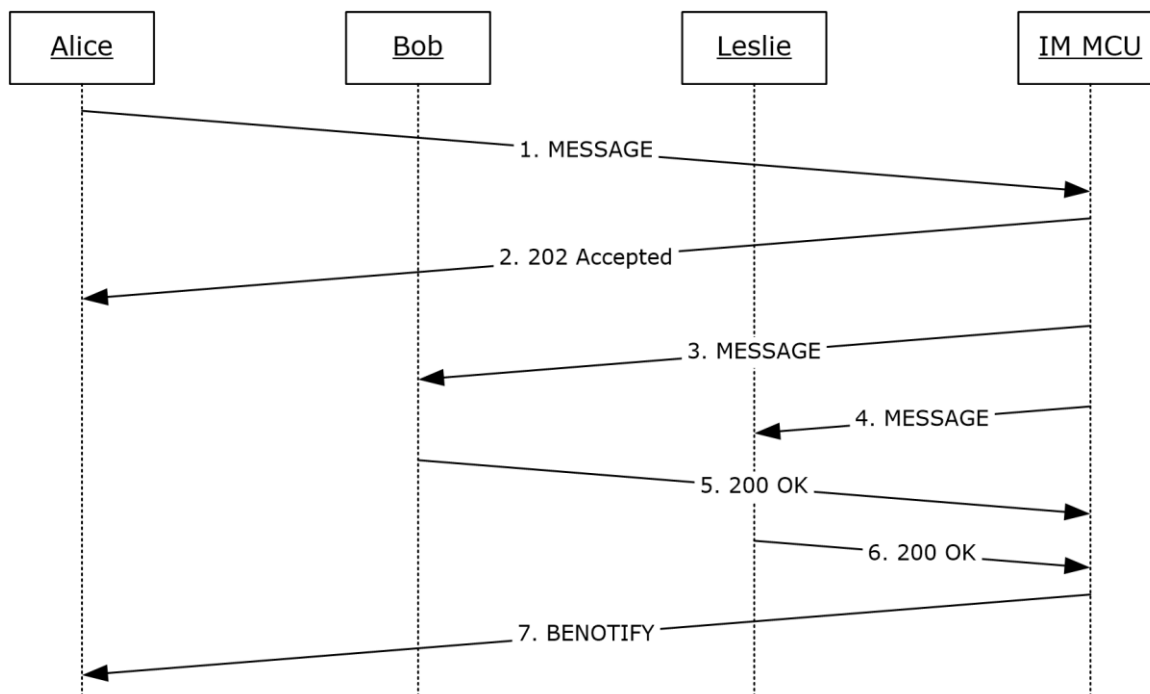 Alice
Bob
Leslie
IM MCU
1. MESSAGE
2. 202 Accepted
3. MESSAGE
4. MESSAGE
5. 200 OK
6. 200 OK
7. BENOTIFY